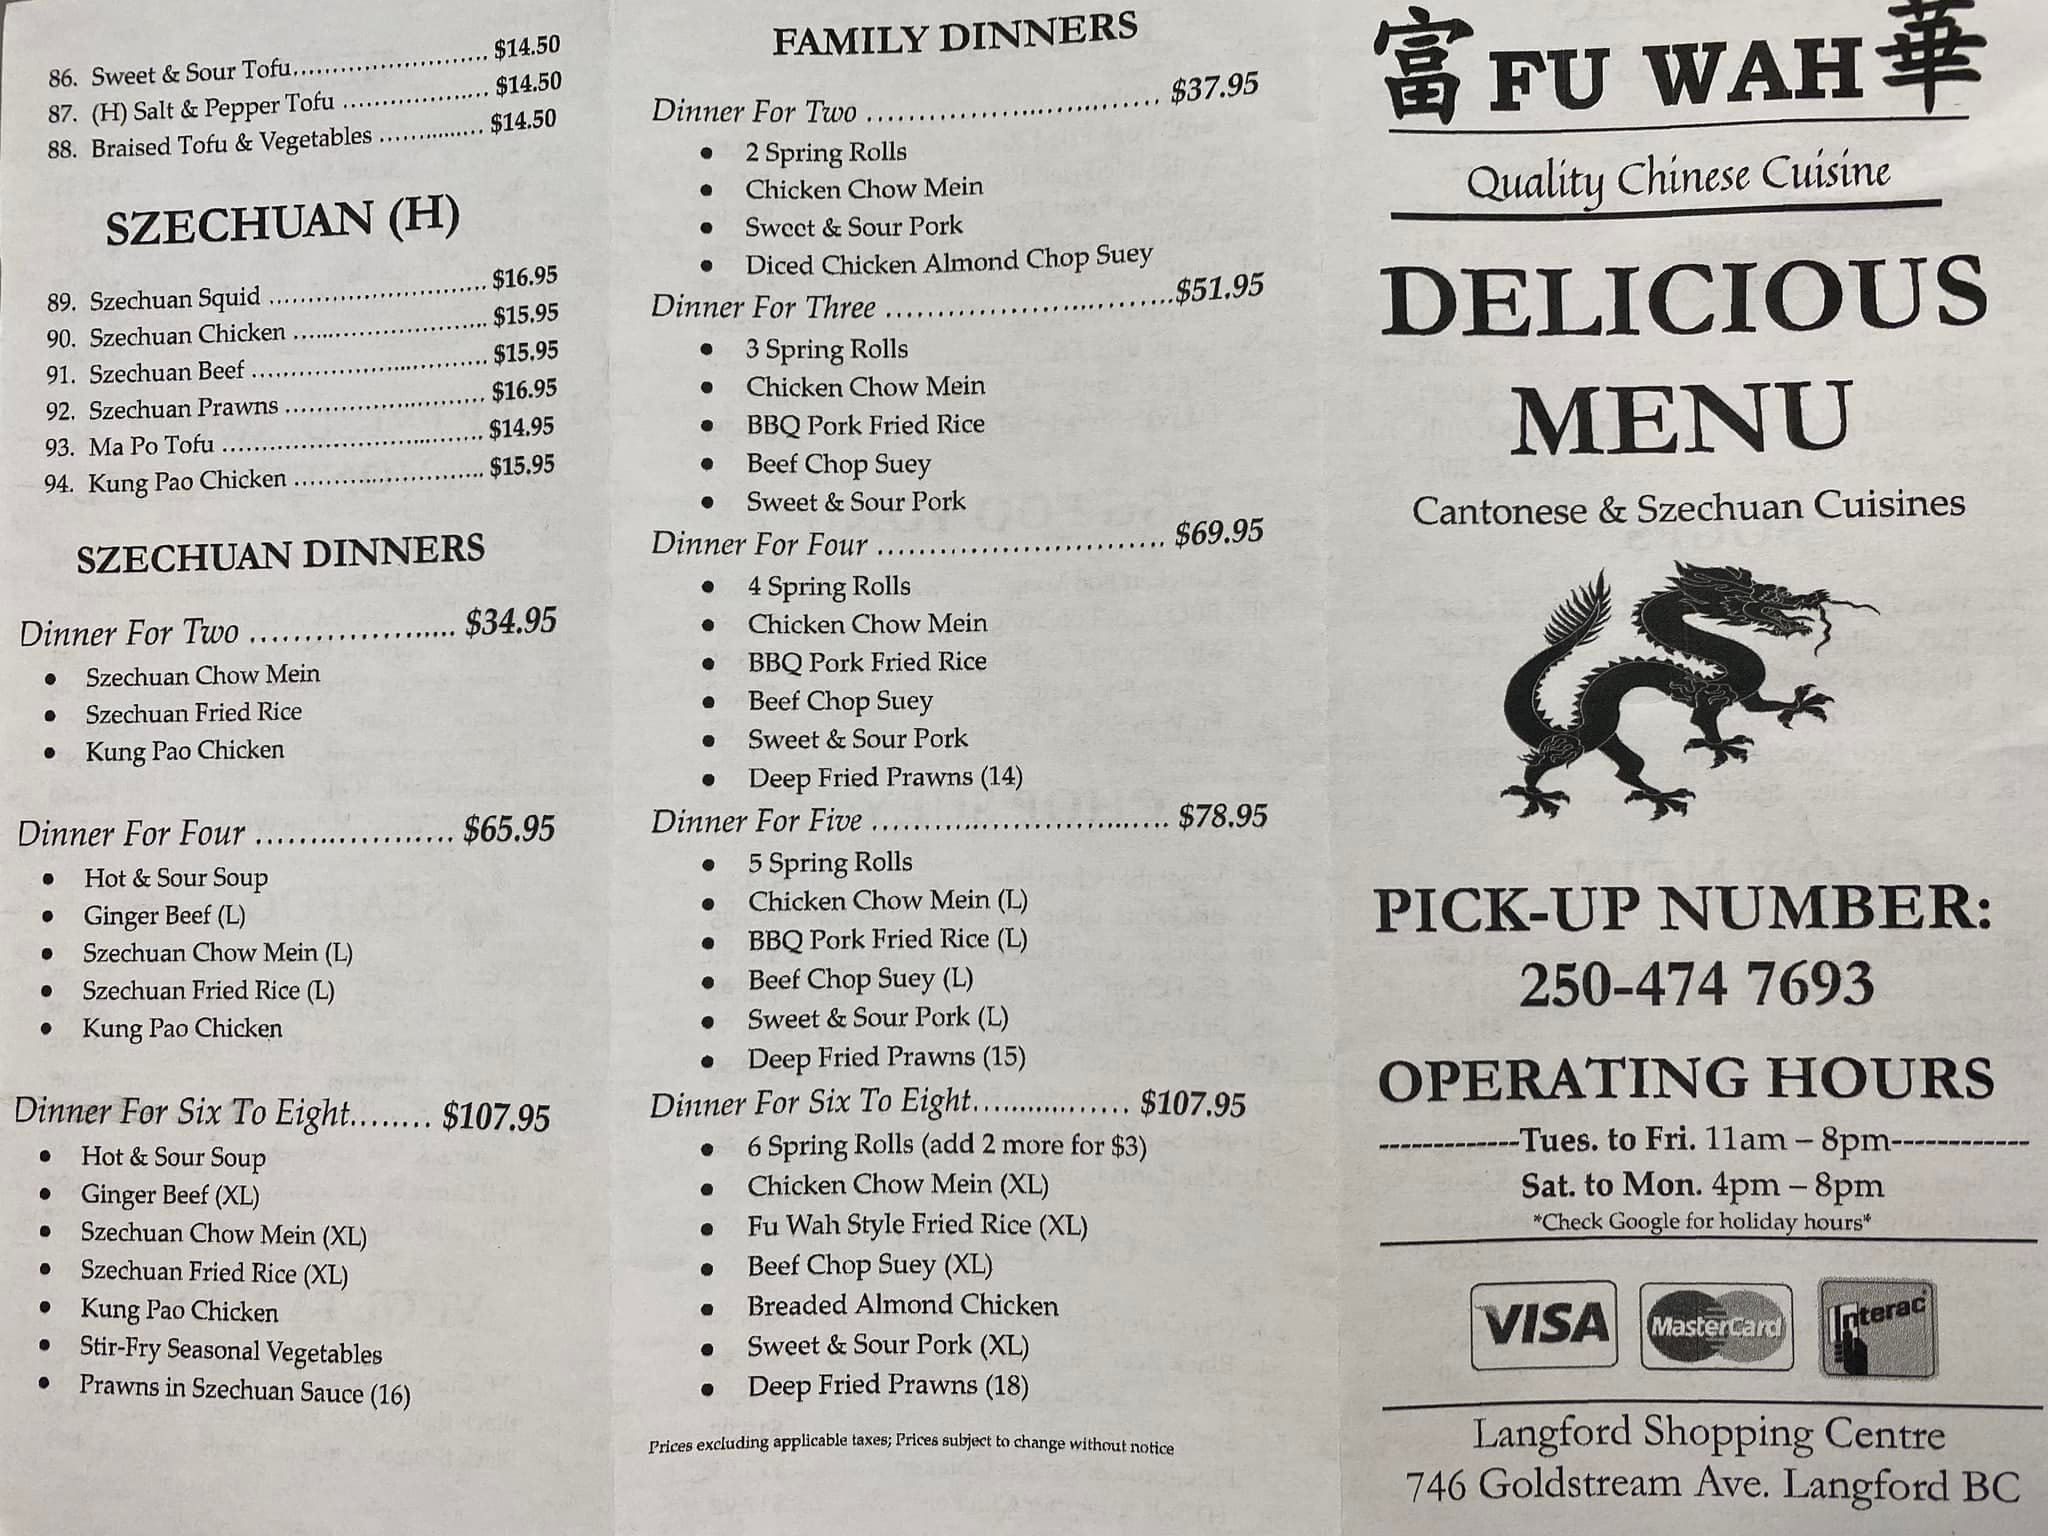 86. Sweet & Sour Tofu.......................... $14.50
87. (H) Salt & Pepper Tofu .................... $14.50
88. Braised Tofu & Vegetables ............... $14.50
SZECHUAN (H)
89. Szechuan Squid .............................. $16.95
90. Szechuan Chicken ........................... $15.95
91. Szechuan Beef ................................ $15.95
92. Szechuan Prawns ............................ $16.95
93. Ma Po Tofu .................................... $14.95
94. Kung Pao Chicken .......................... $15.95
SZECHUAN DINNERS
Dinner For Two ........................ $34.95
• Szechuan Chow Mein
• Szechuan Fried Rice
• Kung Pao Chicken
Dinner For Four ....................... $65.95
• Hot & Sour Soup
• Ginger Beef (L)
• Szechuan Chow Mein (L)
• Szechuan Fried Rice (L)
• Kung Pao Chicken
Dinner For Six To Eight........ $107.95
• Hot & Sour Soup
• Ginger Beef (XL)
• Szechuan Chow Mein (XL)
• Szechuan Fried Rice (XL)
• Kung Pao Chicken
• Stir-Fry Seasonal Vegetables
• Prawns in Szechuan Sauce (16)
FAMILY DINNERS
Dinner For Two ................................ $37.95
• 2 Spring Rolls
• Chicken Chow Mein
• Sweet & Sour Pork
• Diced Chicken Almond Chop Suey
Dinner For Three ...............................$51.95
• 3 Spring Rolls
• Chicken Chow Mein
• BBQ Pork Fried Rice
• Beef Chop Suey
• Sweet & Sour Pork
Dinner For Four ............................... $69.95
• 4 Spring Rolls
• Chicken Chow Mein
• BBQ Pork Fried Rice
• Beef Chop Suey
• Sweet & Sour Pork
• Deep Fried Prawns (14)
Dinner For Five ................................ $78.95
• 5 Spring Rolls
• Chicken Chow Mein (L)
• BBQ Pork Fried Rice (L)
• Beef Chop Suey (L)
• Sweet & Sour Pork (L)
• Deep Fried Prawns (15)
Dinner For Six To Eight.................. $107.95
• 6 Spring Rolls (add 2 more for $3)
• Chicken Chow Mein (XL)
• Fu Wah Style Fried Rice (XL)
• Beef Chop Suey (XL)
• Breaded Almond Chicken
• Sweet & Sour Pork (XL)
• Deep Fried Prawns (18)
Prices excluding applicable taxes; Prices subject to change without notice
富 FU WAH 華
Quality Chinese Cuisine
DELICIOUS
MENU
Cantonese & Szechuan Cuisines
PICK-UP NUMBER:
250-474 7693
OPERATING HOURS
-------------Tues. to Fri. 11am – 8pm-------------
Sat. to Mon. 4pm – 8pm
*Check Google for holiday hours*
VISA MasterCard Interac
Langford Shopping Centre
746 Goldstream Ave. Langford BC